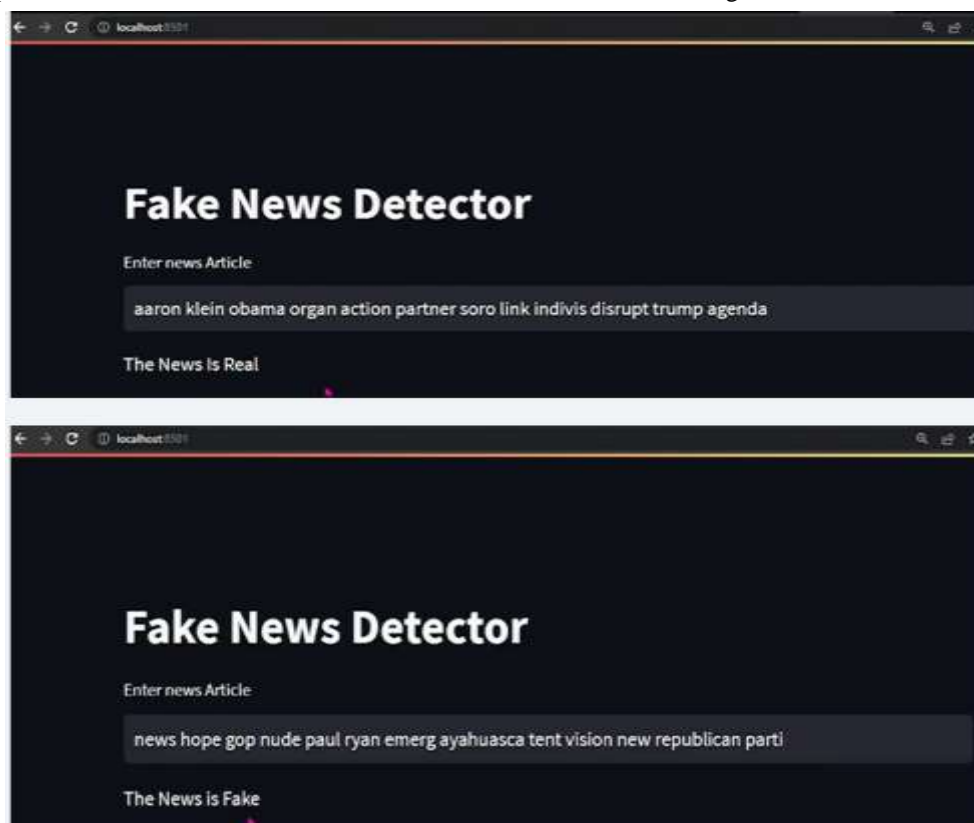 localhost:8501
Fake News Detector
Enter news Article
aaron klein obama organ action partner soro link indivis disrupt trump agenda
The News Is Real
localhost:8501
Fake News Detector
Enter news Article
news hope gop nude paul ryan emerg ayahuasca tent vision new republican parti
The News is Fake